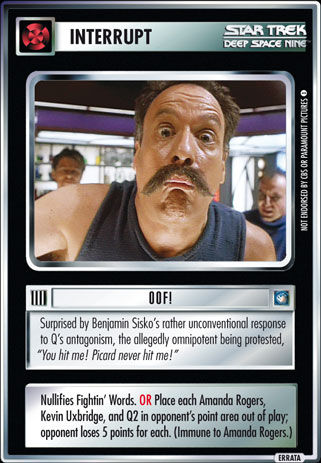 INTERRUPT
STAR TREK
DEEP SPACE NINE
NOT ENDORSED BY CBS OR PARAMOUNT PICTURES
OOF!
Surprised by Benjamin Sisko's rather unconventional response
to Q's antagonism, the allegedly omnipotent being protested,
"You hit me! Picard never hit me!"
Nullifies Fightin' Words. OR Place each Amanda Rogers,
Kevin Uxbridge, and Q2 in opponent's point area out of play;
opponent loses 5 points for each. (Immune to Amanda Rogers.)
ERRATA